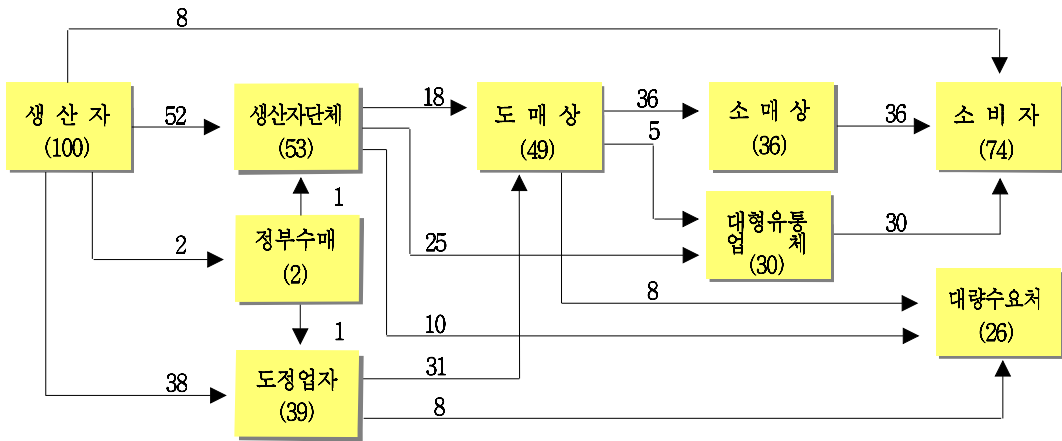 8
생 산 자
(100)
52
생산자단체
(53)
18
도 매 상
(49)
36
5
소 매 상
(36)
36
소 비 자
(74)
1
2
정부수매
(2)
25
대형유통
업 체
(30)
30
8
대량수요처
(26)
1
10
38
도정업자
(39)
31
8